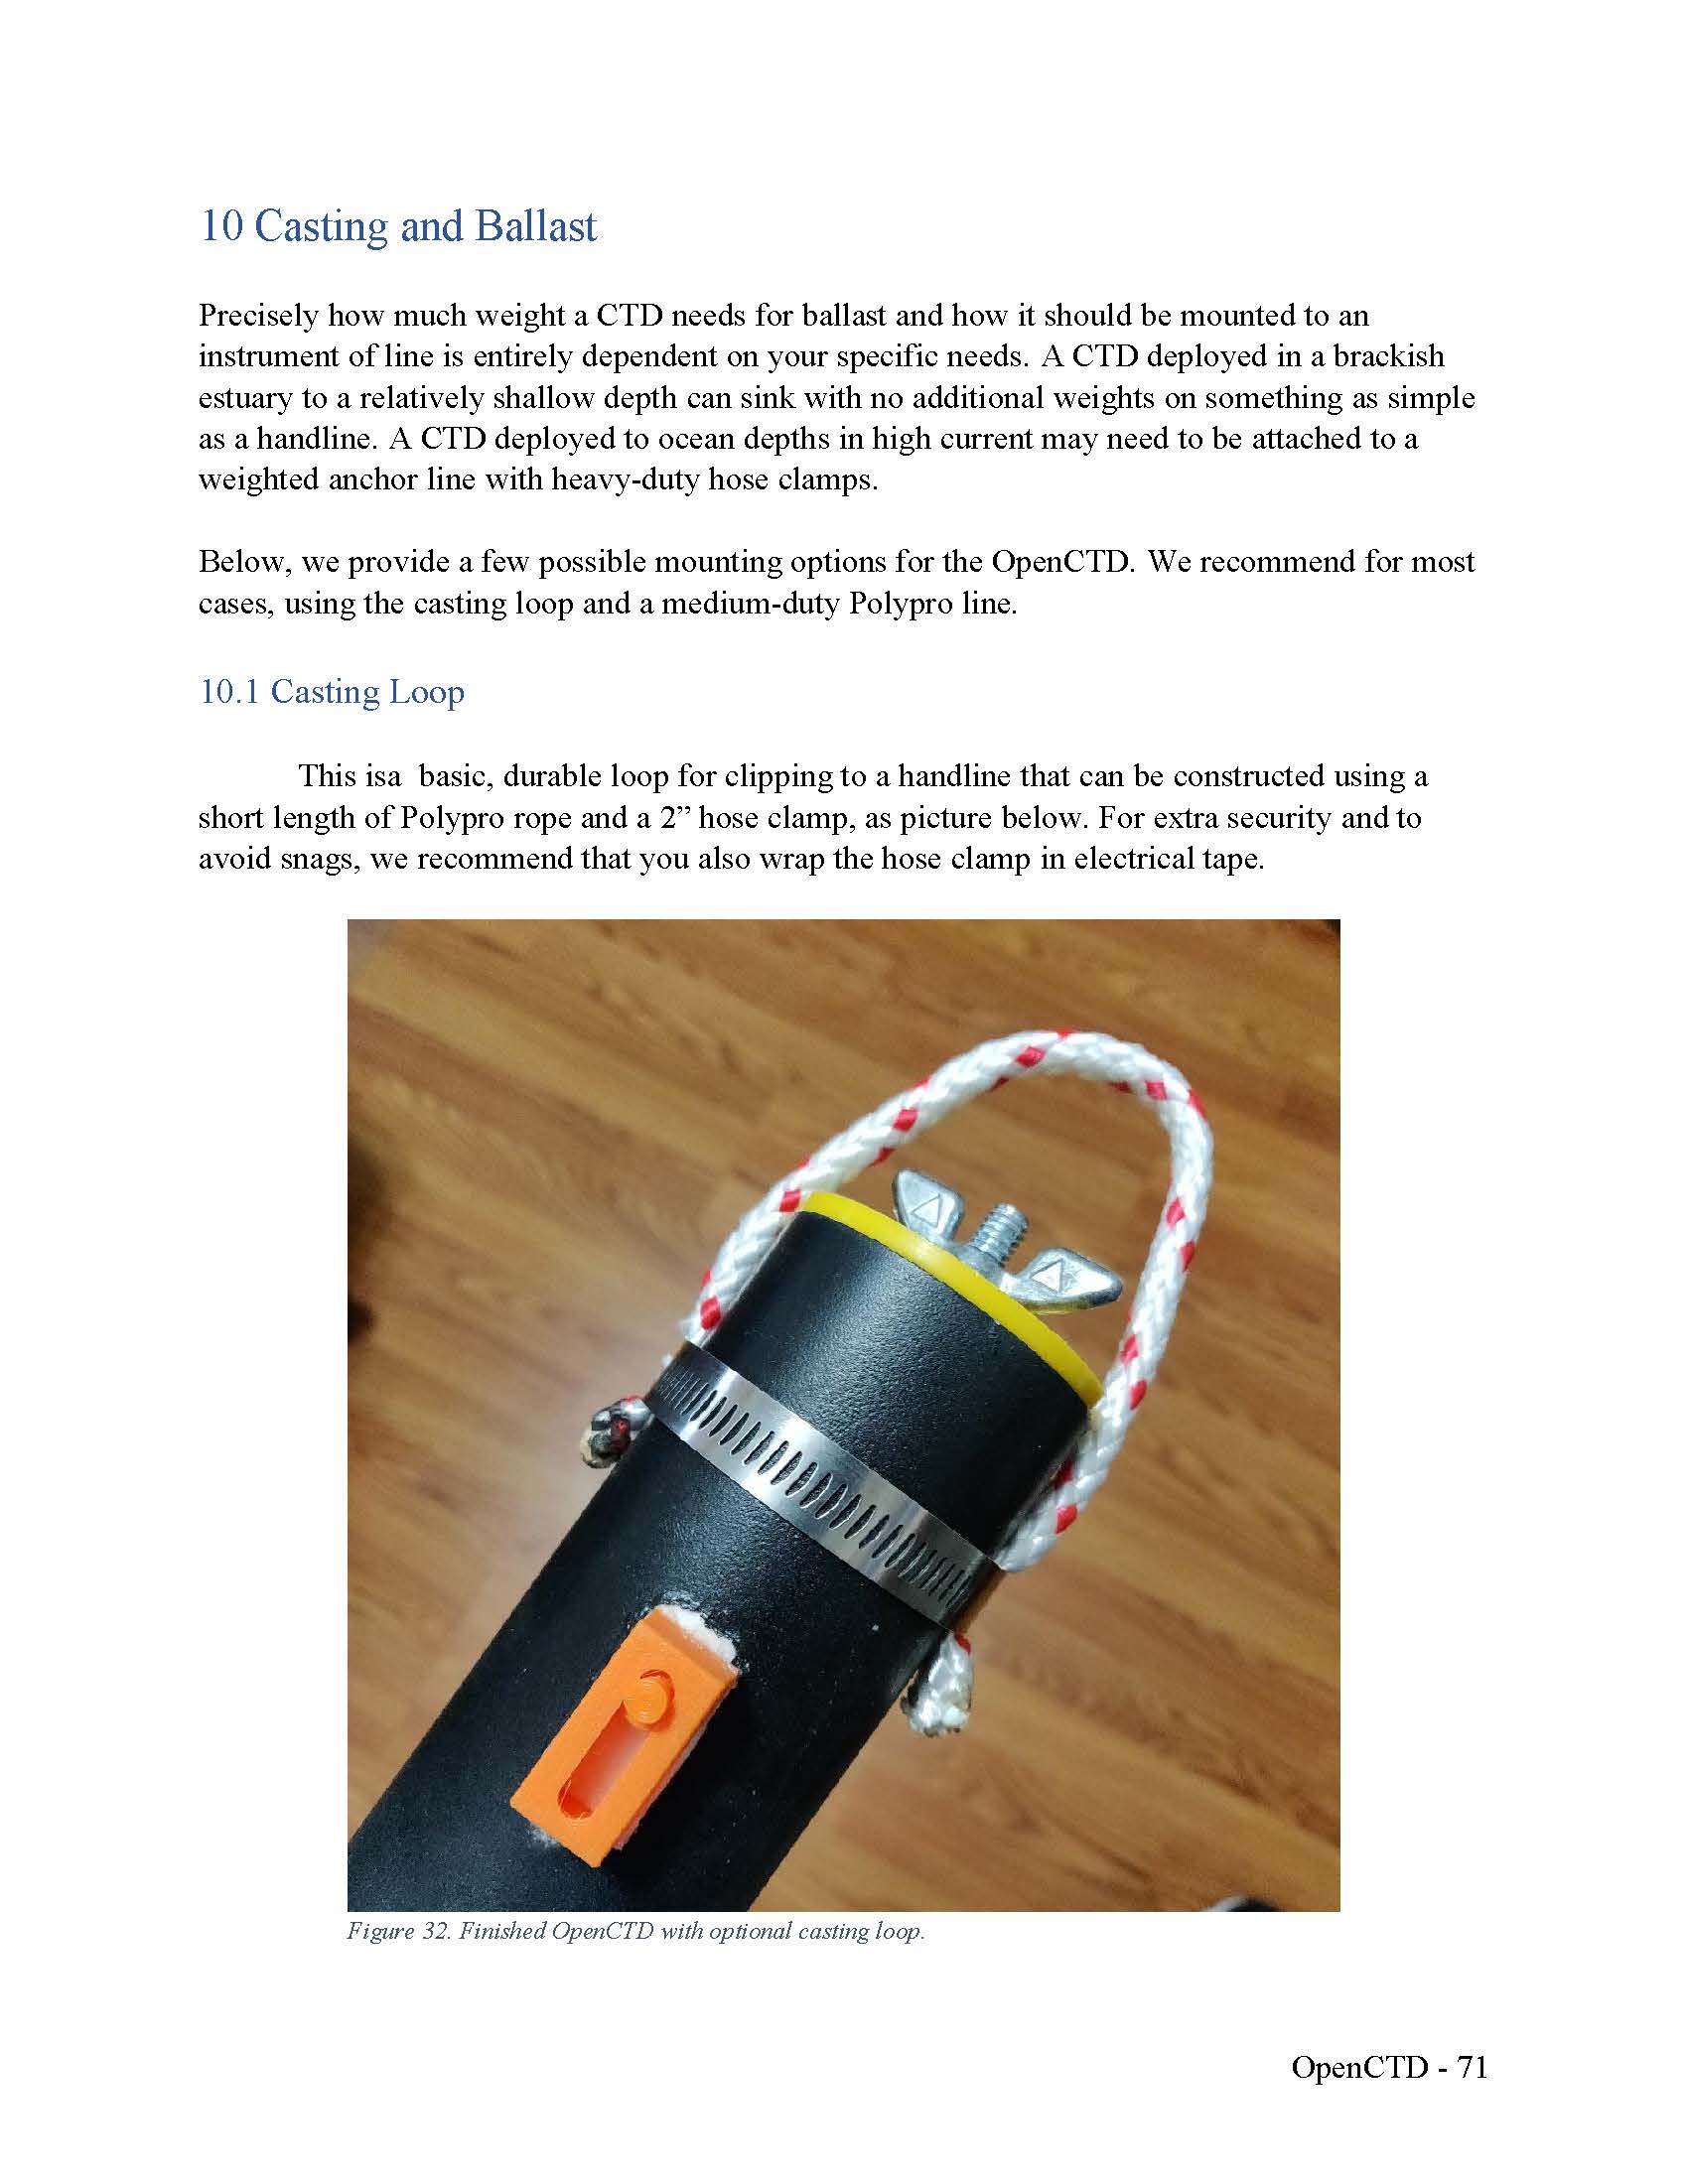 10 Casting and Ballast
Precisely how much weight a CTD needs for ballast and how it should be mounted to an
instrument of line is entirely dependent on your specific needs. A CTD deployed in a brackish
estuary to a relatively shallow depth can sink with no additional weights on something as simple
as a handline. A CTD deployed to ocean depths in high current may need to be attached to a
weighted anchor line with heavy-duty hose clamps.
Below, we provide a few possible mounting options for the OpenCTD. We recommend for most
cases, using the casting loop and a medium-duty Polypro line.
10.1 Casting Loop
This isa  basic, durable loop for clipping to a handline that can be constructed using a
short length of Polypro rope and a 2” hose clamp, as picture below. For extra security and to
avoid snags, we recommend that you also wrap the hose clamp in electrical tape.
Figure 32. Finished OpenCTD with optional casting loop.
OpenCTD - 71